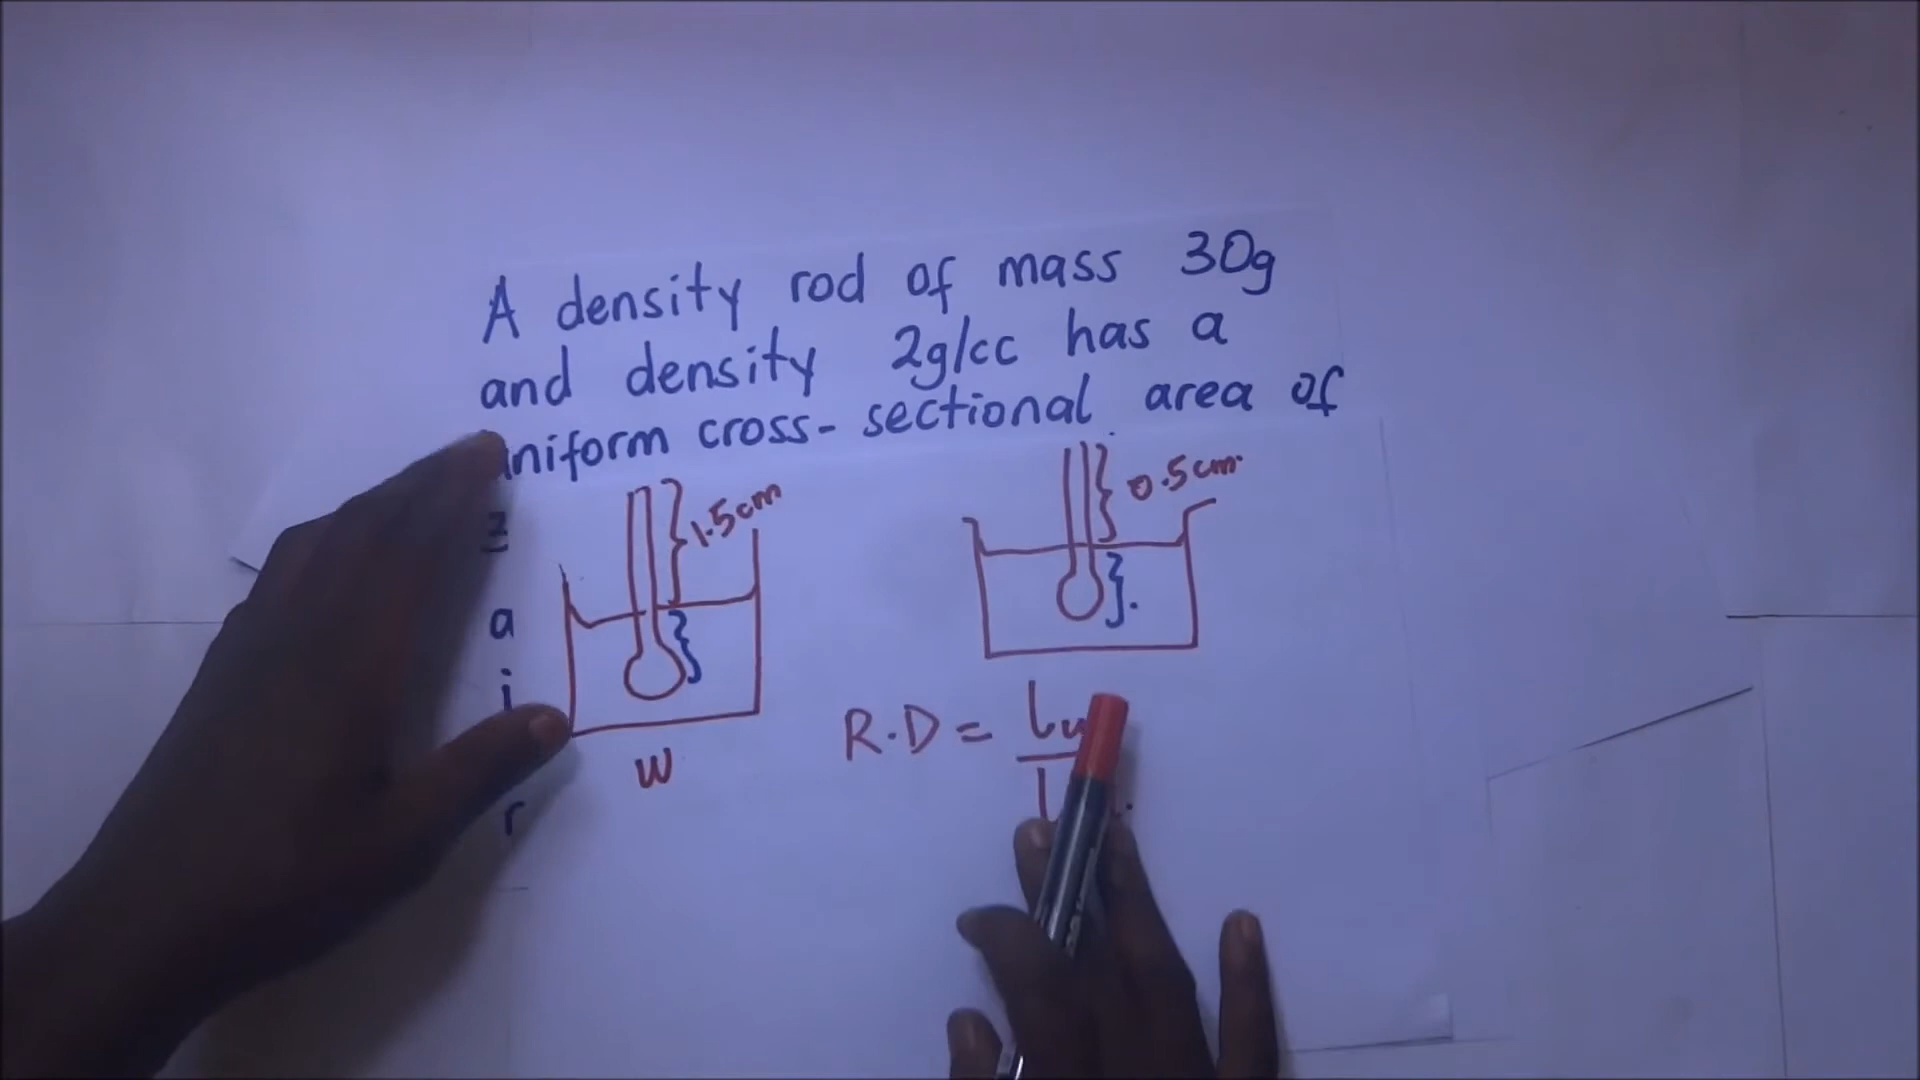 A density rod of mass 30g
and density 2g/cc has a
uniform cross-sectional area of
1.5cm
0.5cm
a
i
r
W
R.D =